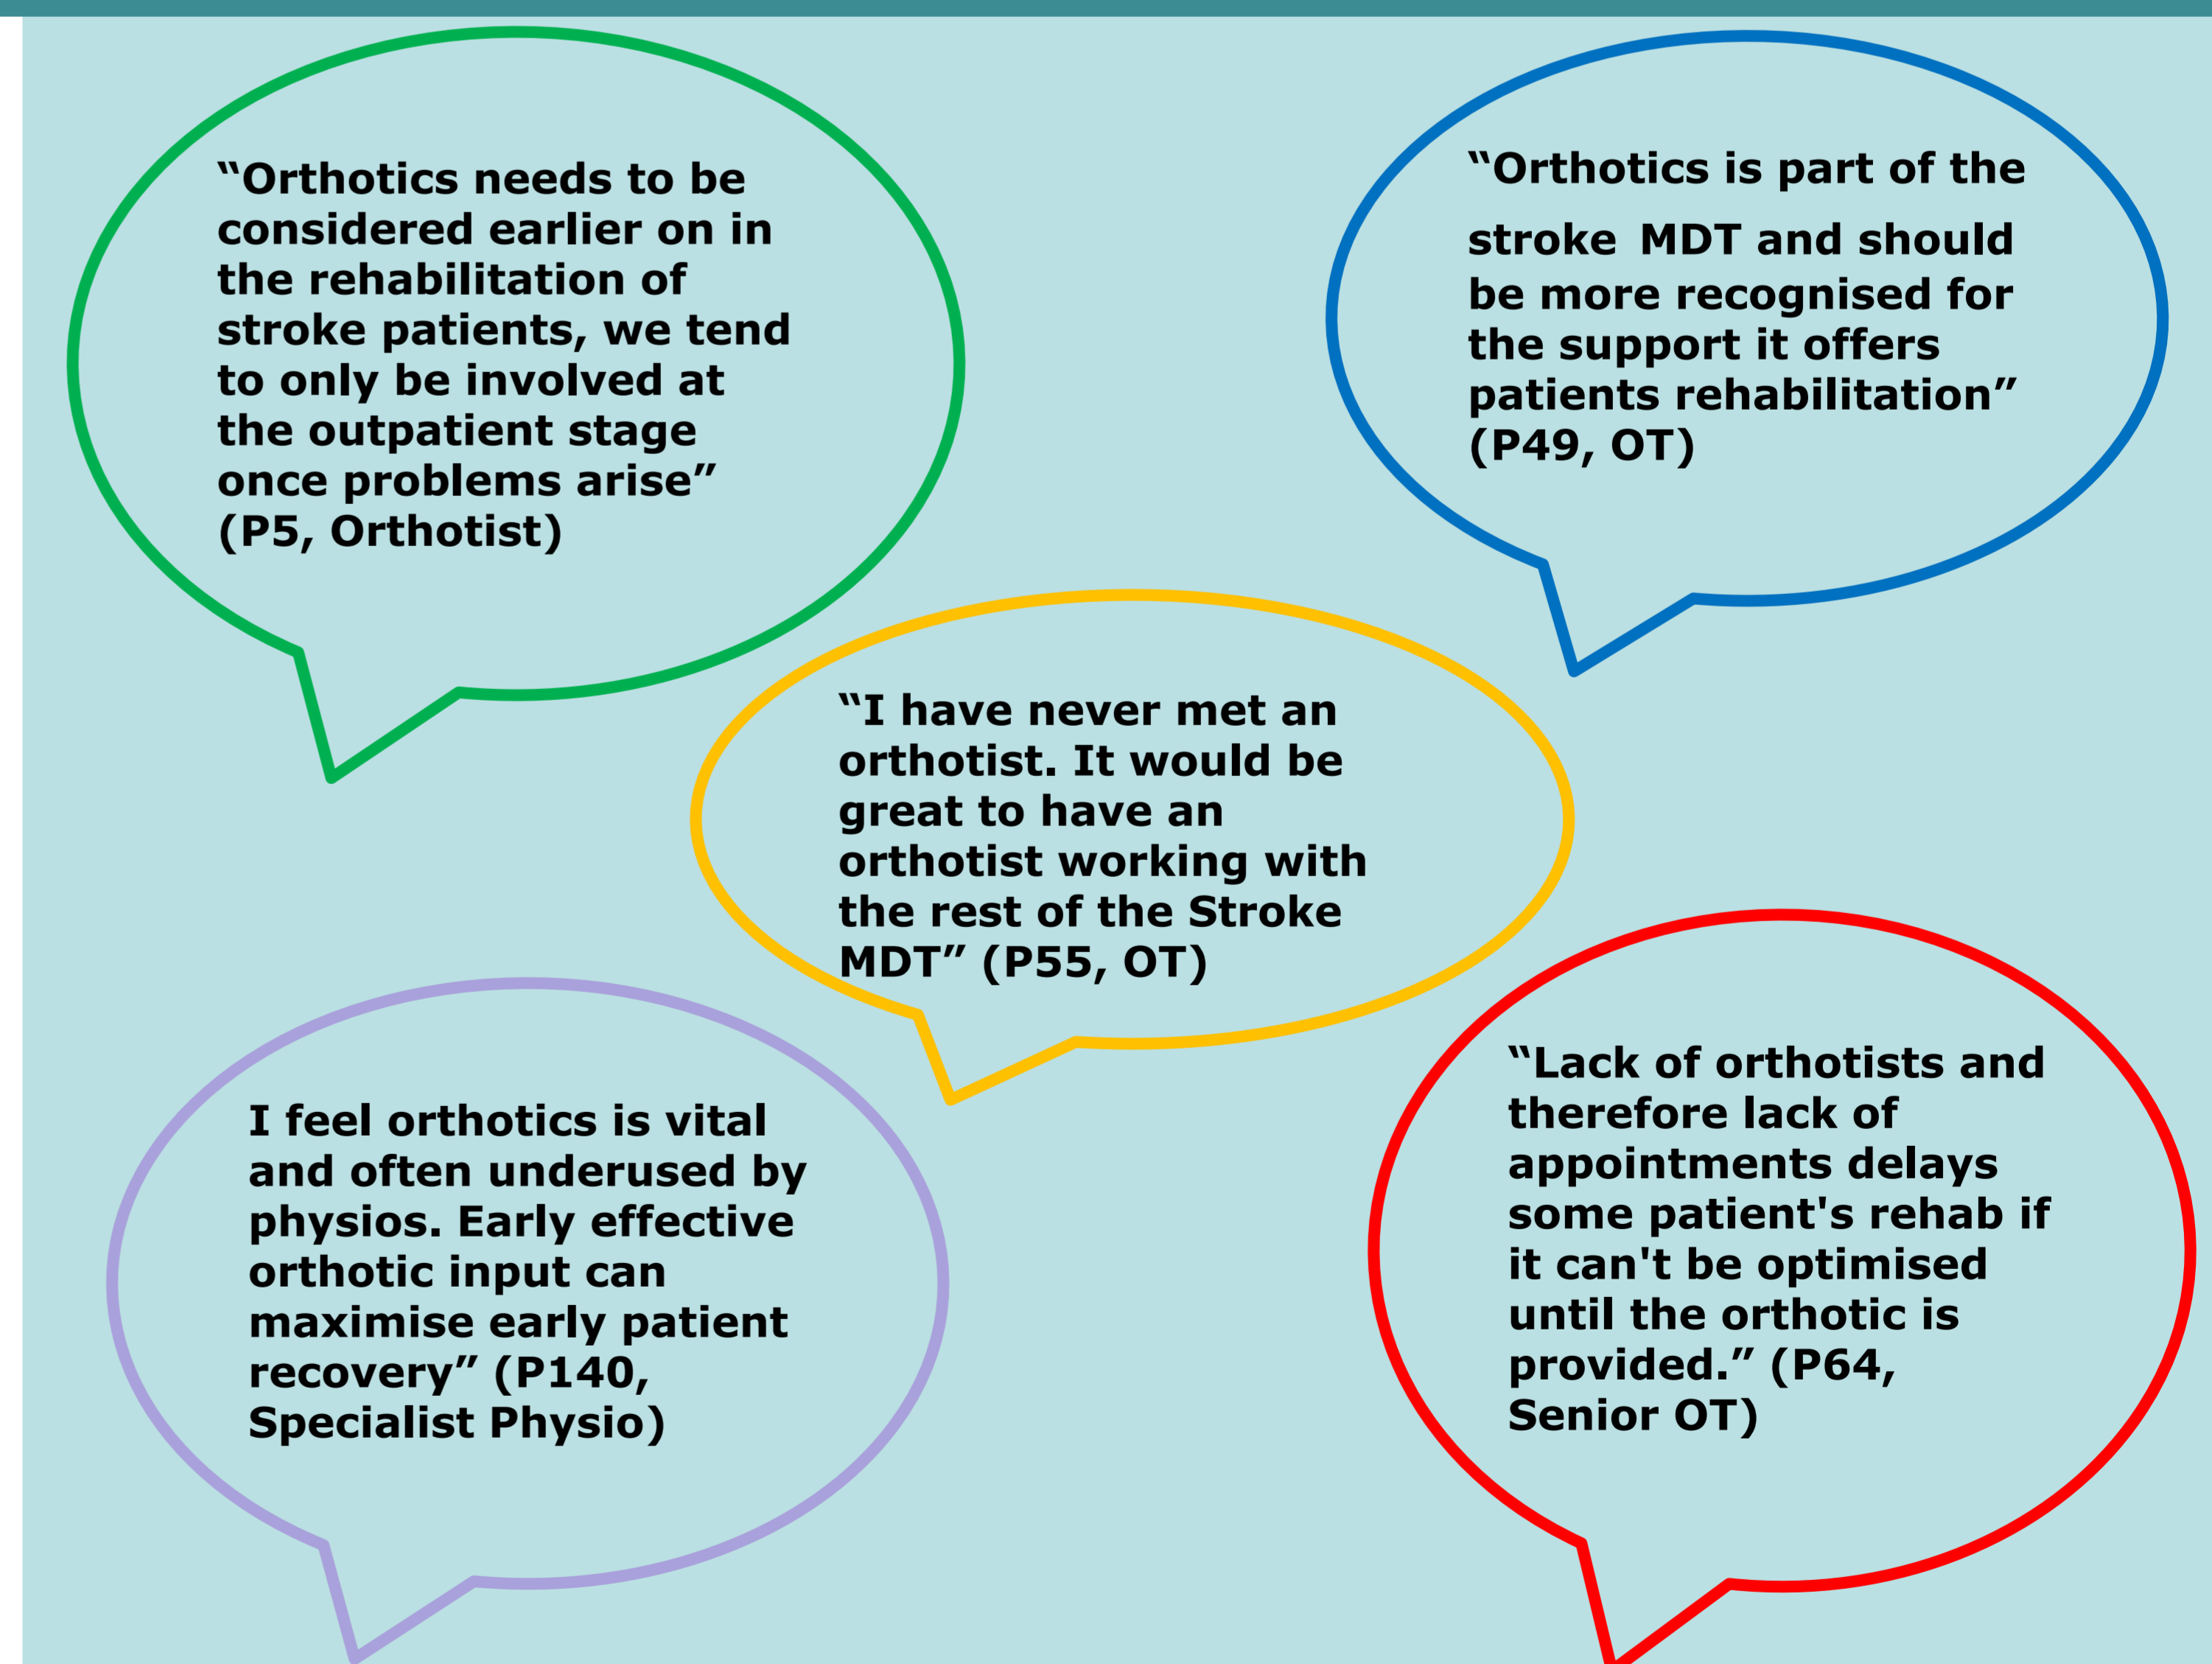 “Orthotics needs to be
considered earlier on in
the rehabilitation of
stroke patients, we tend
to only be involved at
the outpatient stage
once problems arise”
(P5, Orthotist)
“Orthotics is part of the
stroke MDT and should
be more recognised for
the support it offers
patients rehabilitation”
(P49, OT)
“I have never met an
orthotist. It would be
great to have an
orthotist working with
the rest of the Stroke
MDT” (P55, OT)
I feel orthotics is vital
and often underused by
physios. Early effective
orthotic input can
maximise early patient
recovery” (P140,
Specialist Physio)
“Lack of orthotists and
therefore lack of
appointments delays
some patient's rehab if
it can't be optimised
until the orthotic is
provided.” (P64,
Senior OT)